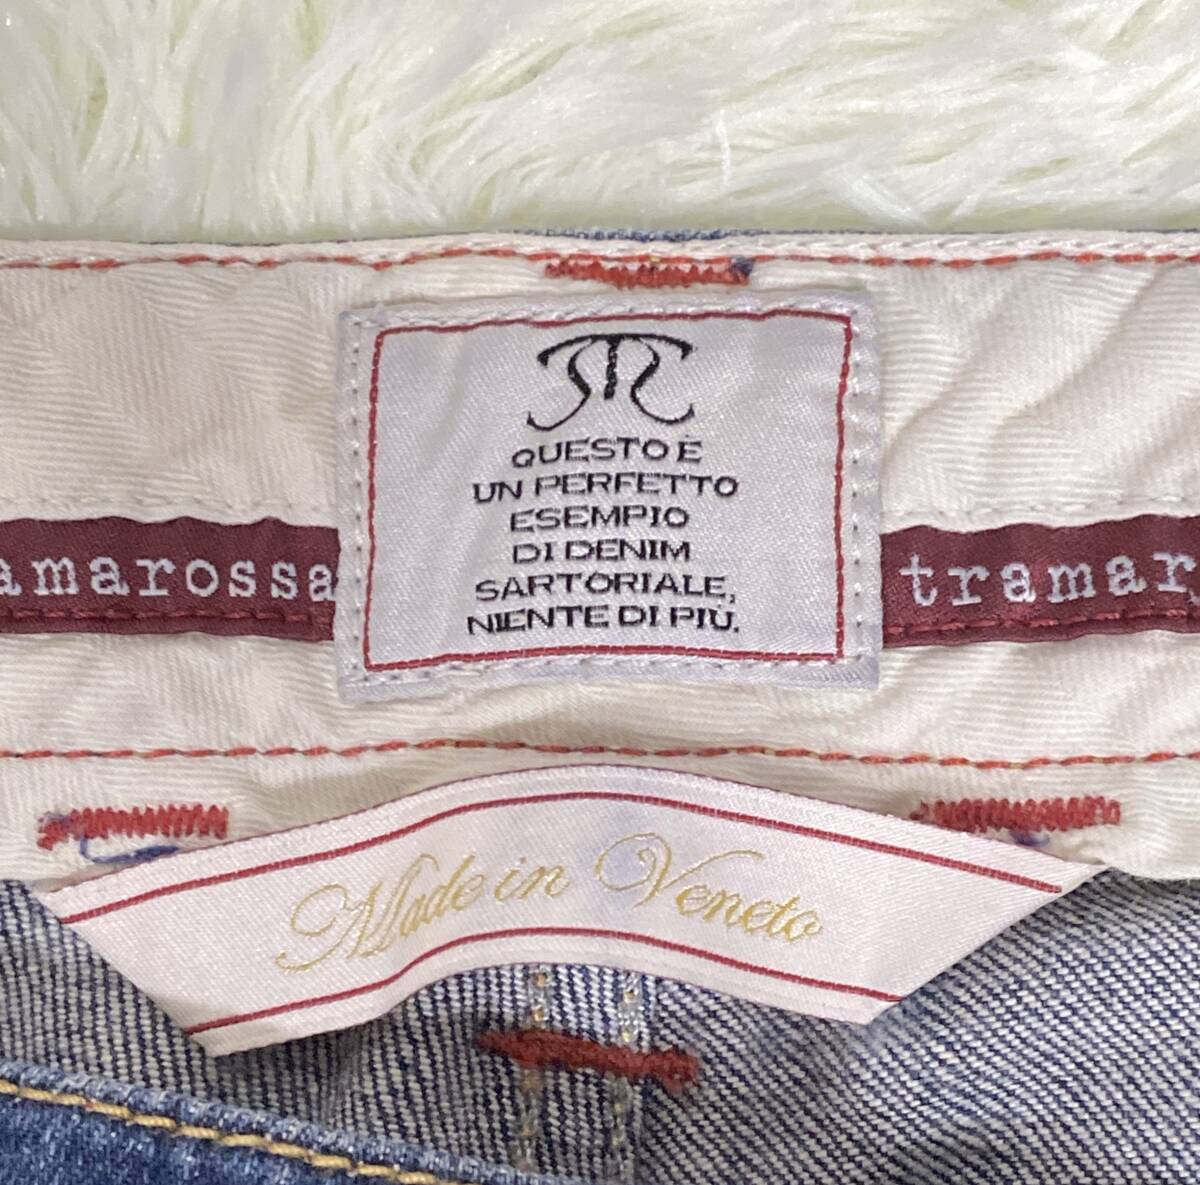 QUESTO È
UN PERFETTO
ESEMPIO
DI DENIM
SARTORIALE,
NIENTE DI PIÙ.
amarossa
tramar
Made in Veneto